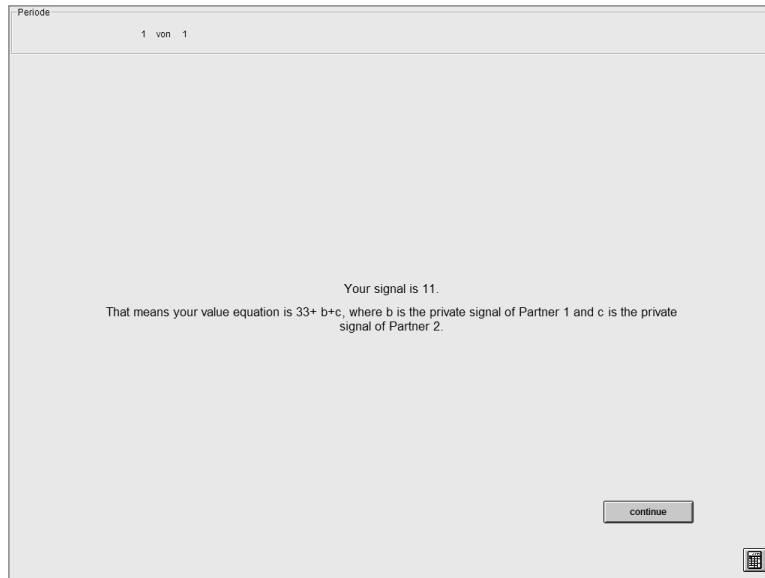 Periode
1 von 1
Your signal is 11.
That means your value equation is 33+ b+c, where b is the private signal of Partner 1 and c is the private
signal of Partner 2.
continue